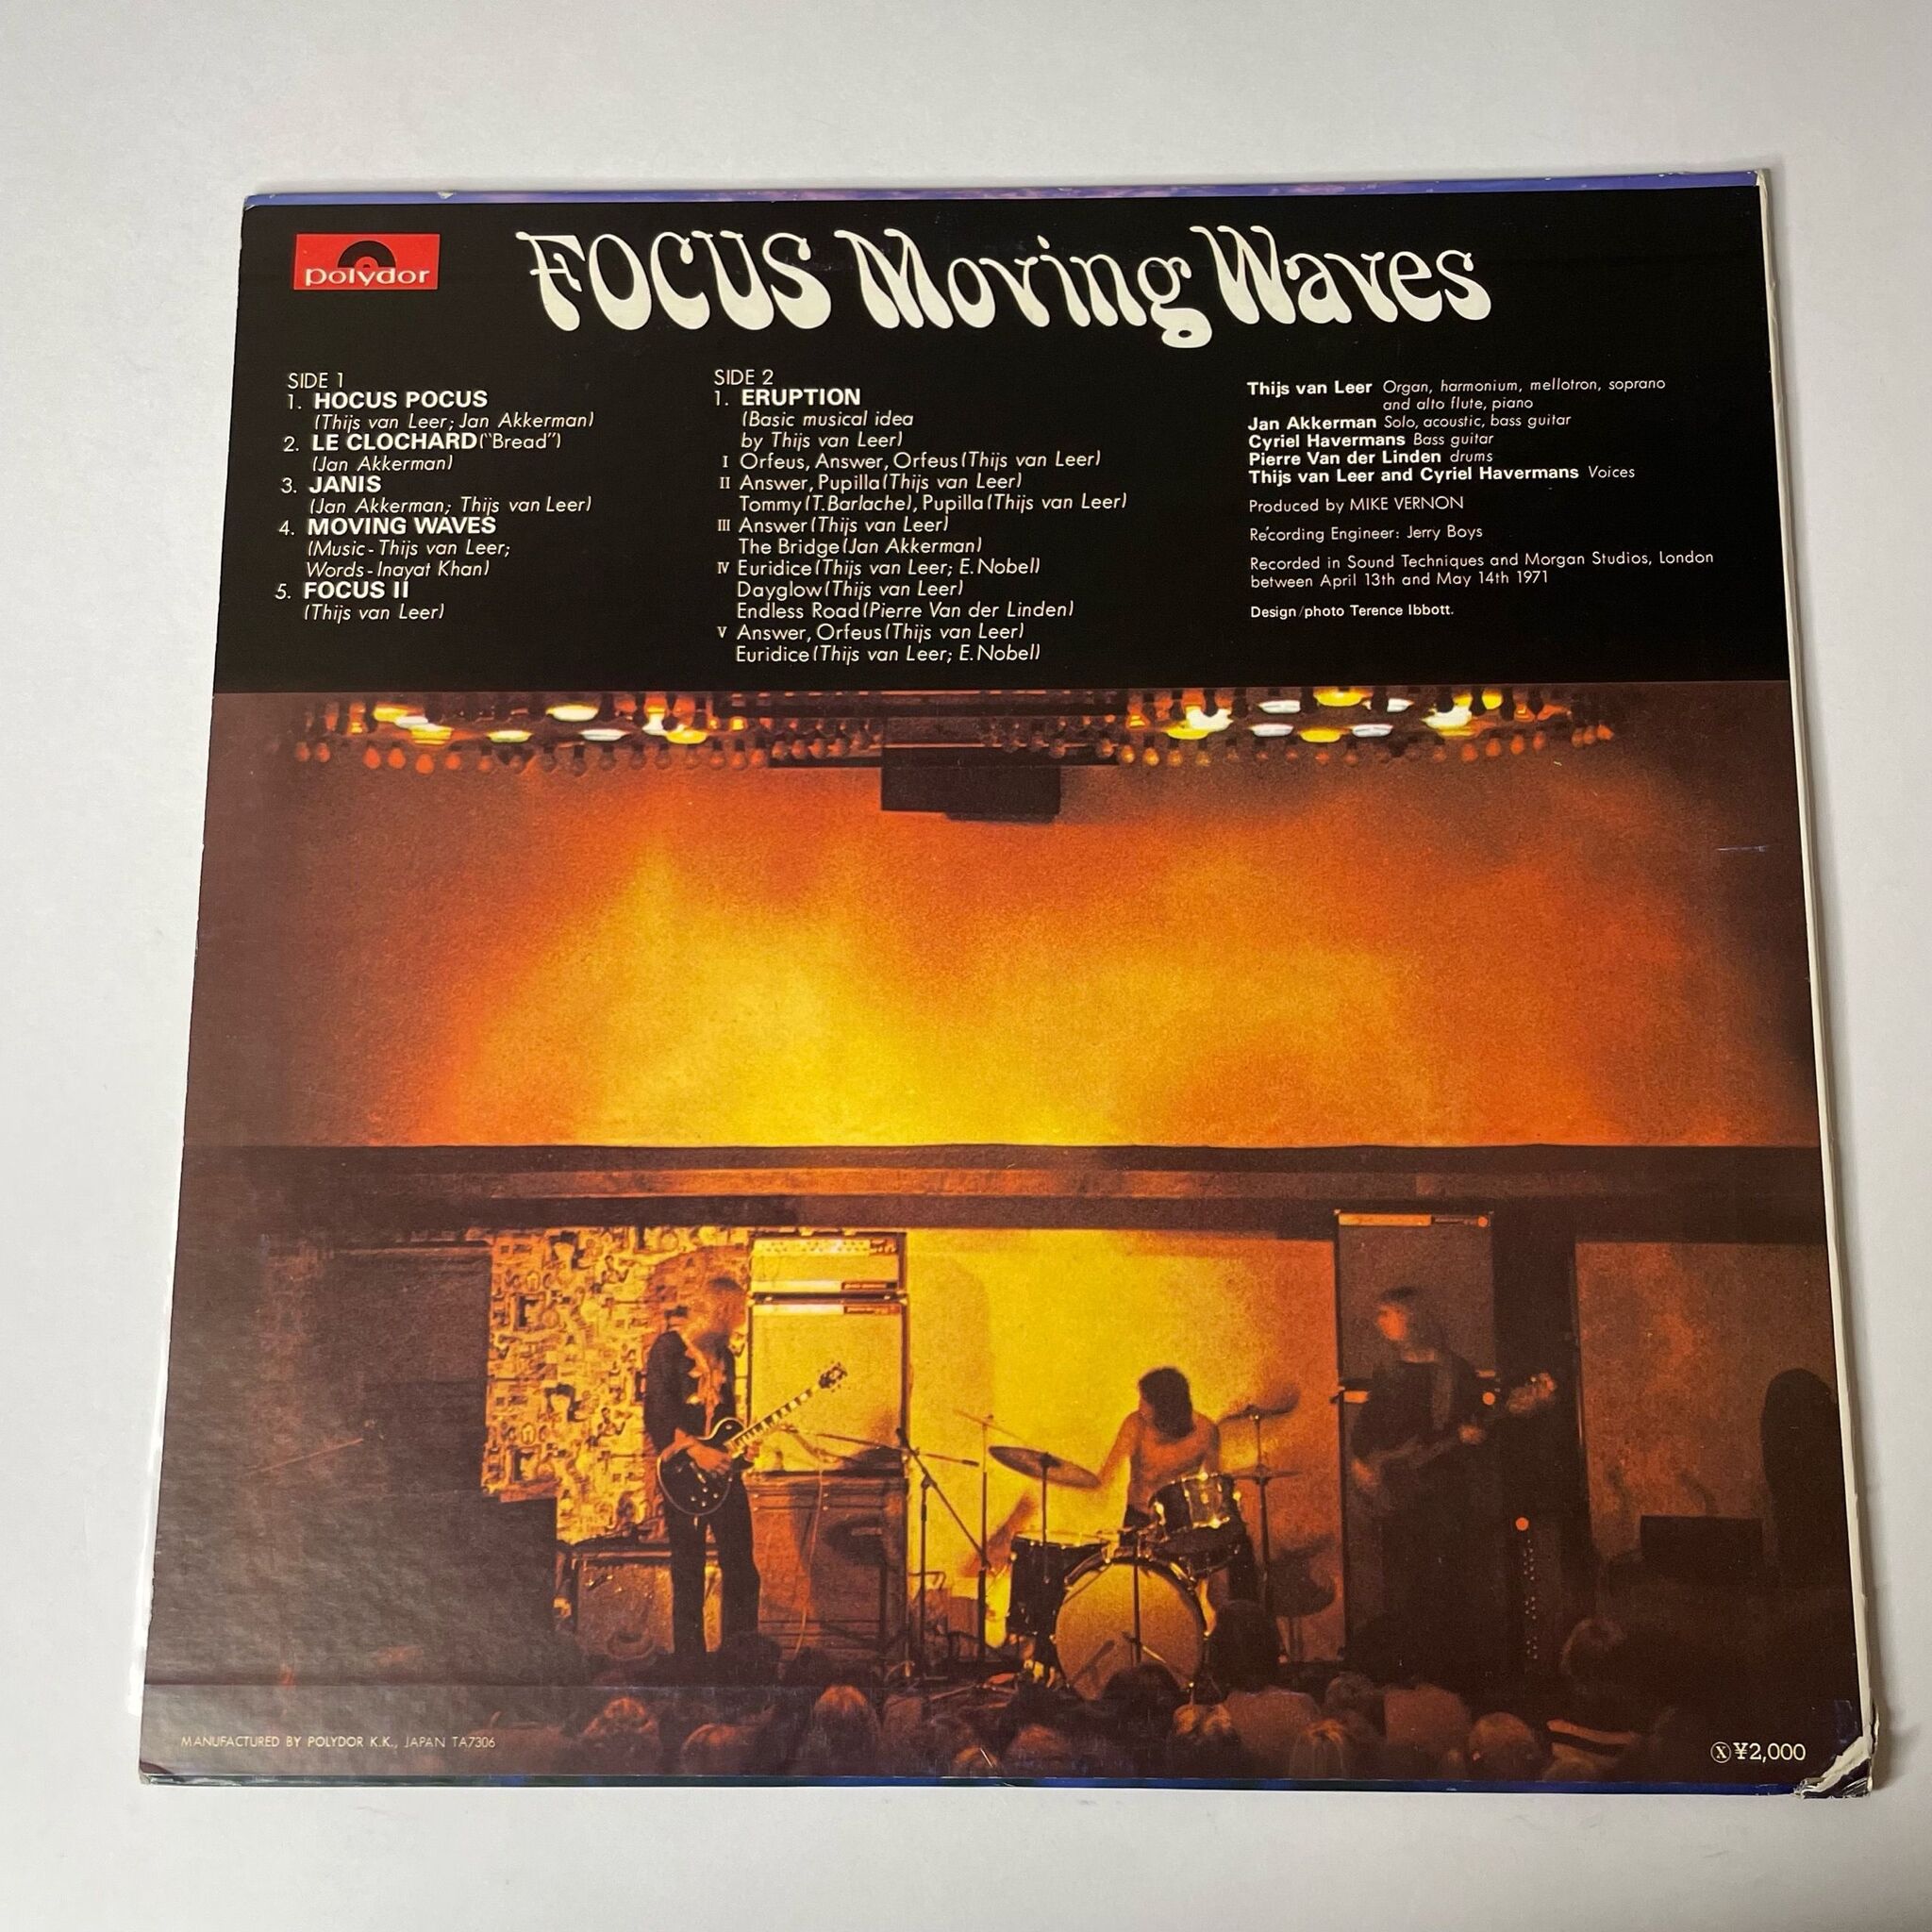 polydor
FOCUS Moving Waves
SIDE 1
1. HOCUS POCUS
(Thijs van Leer; Jan Akkerman)
2. LE CLOCHARD ("Bread")
(Jan Akkerman)
3. JANIS
(Jan Akkerman; Thijs van Leer)
4. MOVING WAVES
(Music - Thijs van Leer;
Words - Inayat Khan)
5. FOCUS II
(Thijs van Leer)
SIDE 2
1. ERUPTION
(Basic musical idea
by Thijs van Leer)
I Orfeus, Answer, Orfeus (Thijs van Leer)
II Answer, Pupilla (Thijs van Leer)
Tommy (T.Barlache), Pupilla (Thijs van Leer)
III Answer (Thijs van Leer)
The Bridge (Jan Akkerman)
IV Euridice (Thijs van Leer; E.Nobel)
Dayglow (Thijs van Leer)
Endless Road (Pierre Van der Linden)
V Answer, Orfeus (Thijs van Leer)
Euridice (Thijs van Leer; E.Nobel)
Thijs van Leer Organ, harmonium, mellotron, soprano
and alto flute, piano
Jan Akkerman Solo, acoustic, bass guitar
Cyriel Havermans Bass guitar
Pierre Van der Linden drums
Thijs van Leer and Cyriel Havermans Voices
Produced by MIKE VERNON
Recording Engineer: Jerry Boys
Recorded in Sound Techniques and Morgan Studios, London
between April 13th and May 14th 1971
Design/photo Terence Ibbott.
MANUFACTURED BY POLYDOR K.K., JAPAN TA7306
Ⓧ ¥2,000